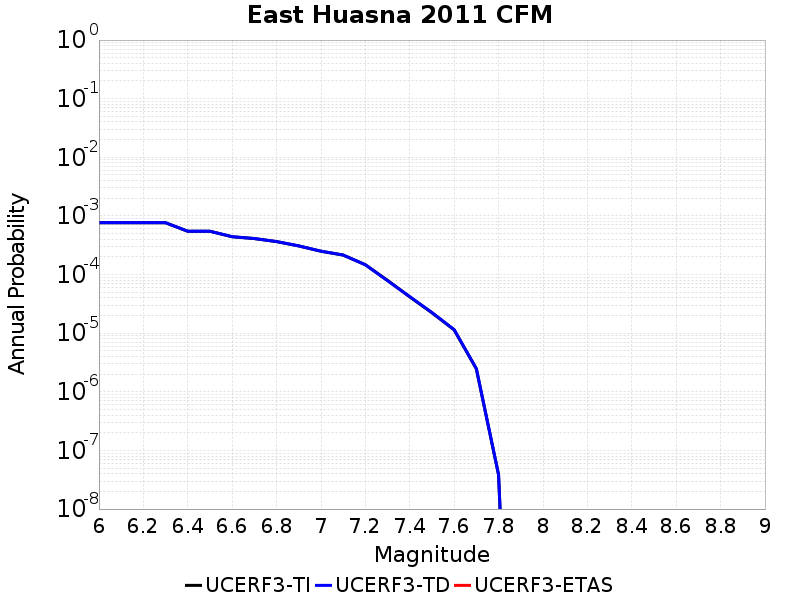 East Huasna 2011 CFM
10^0
10^-1
10^-2
10^-3
10^-4
10^-5
10^-6
10^-7
10^-8
Annual Probability
6 6.2 6.4 6.6 6.8 7 7.2 7.4 7.6 7.8 8 8.2 8.4 8.6 8.8 9
Magnitude
UCERF3-TI UCERF3-TD UCERF3-ETAS